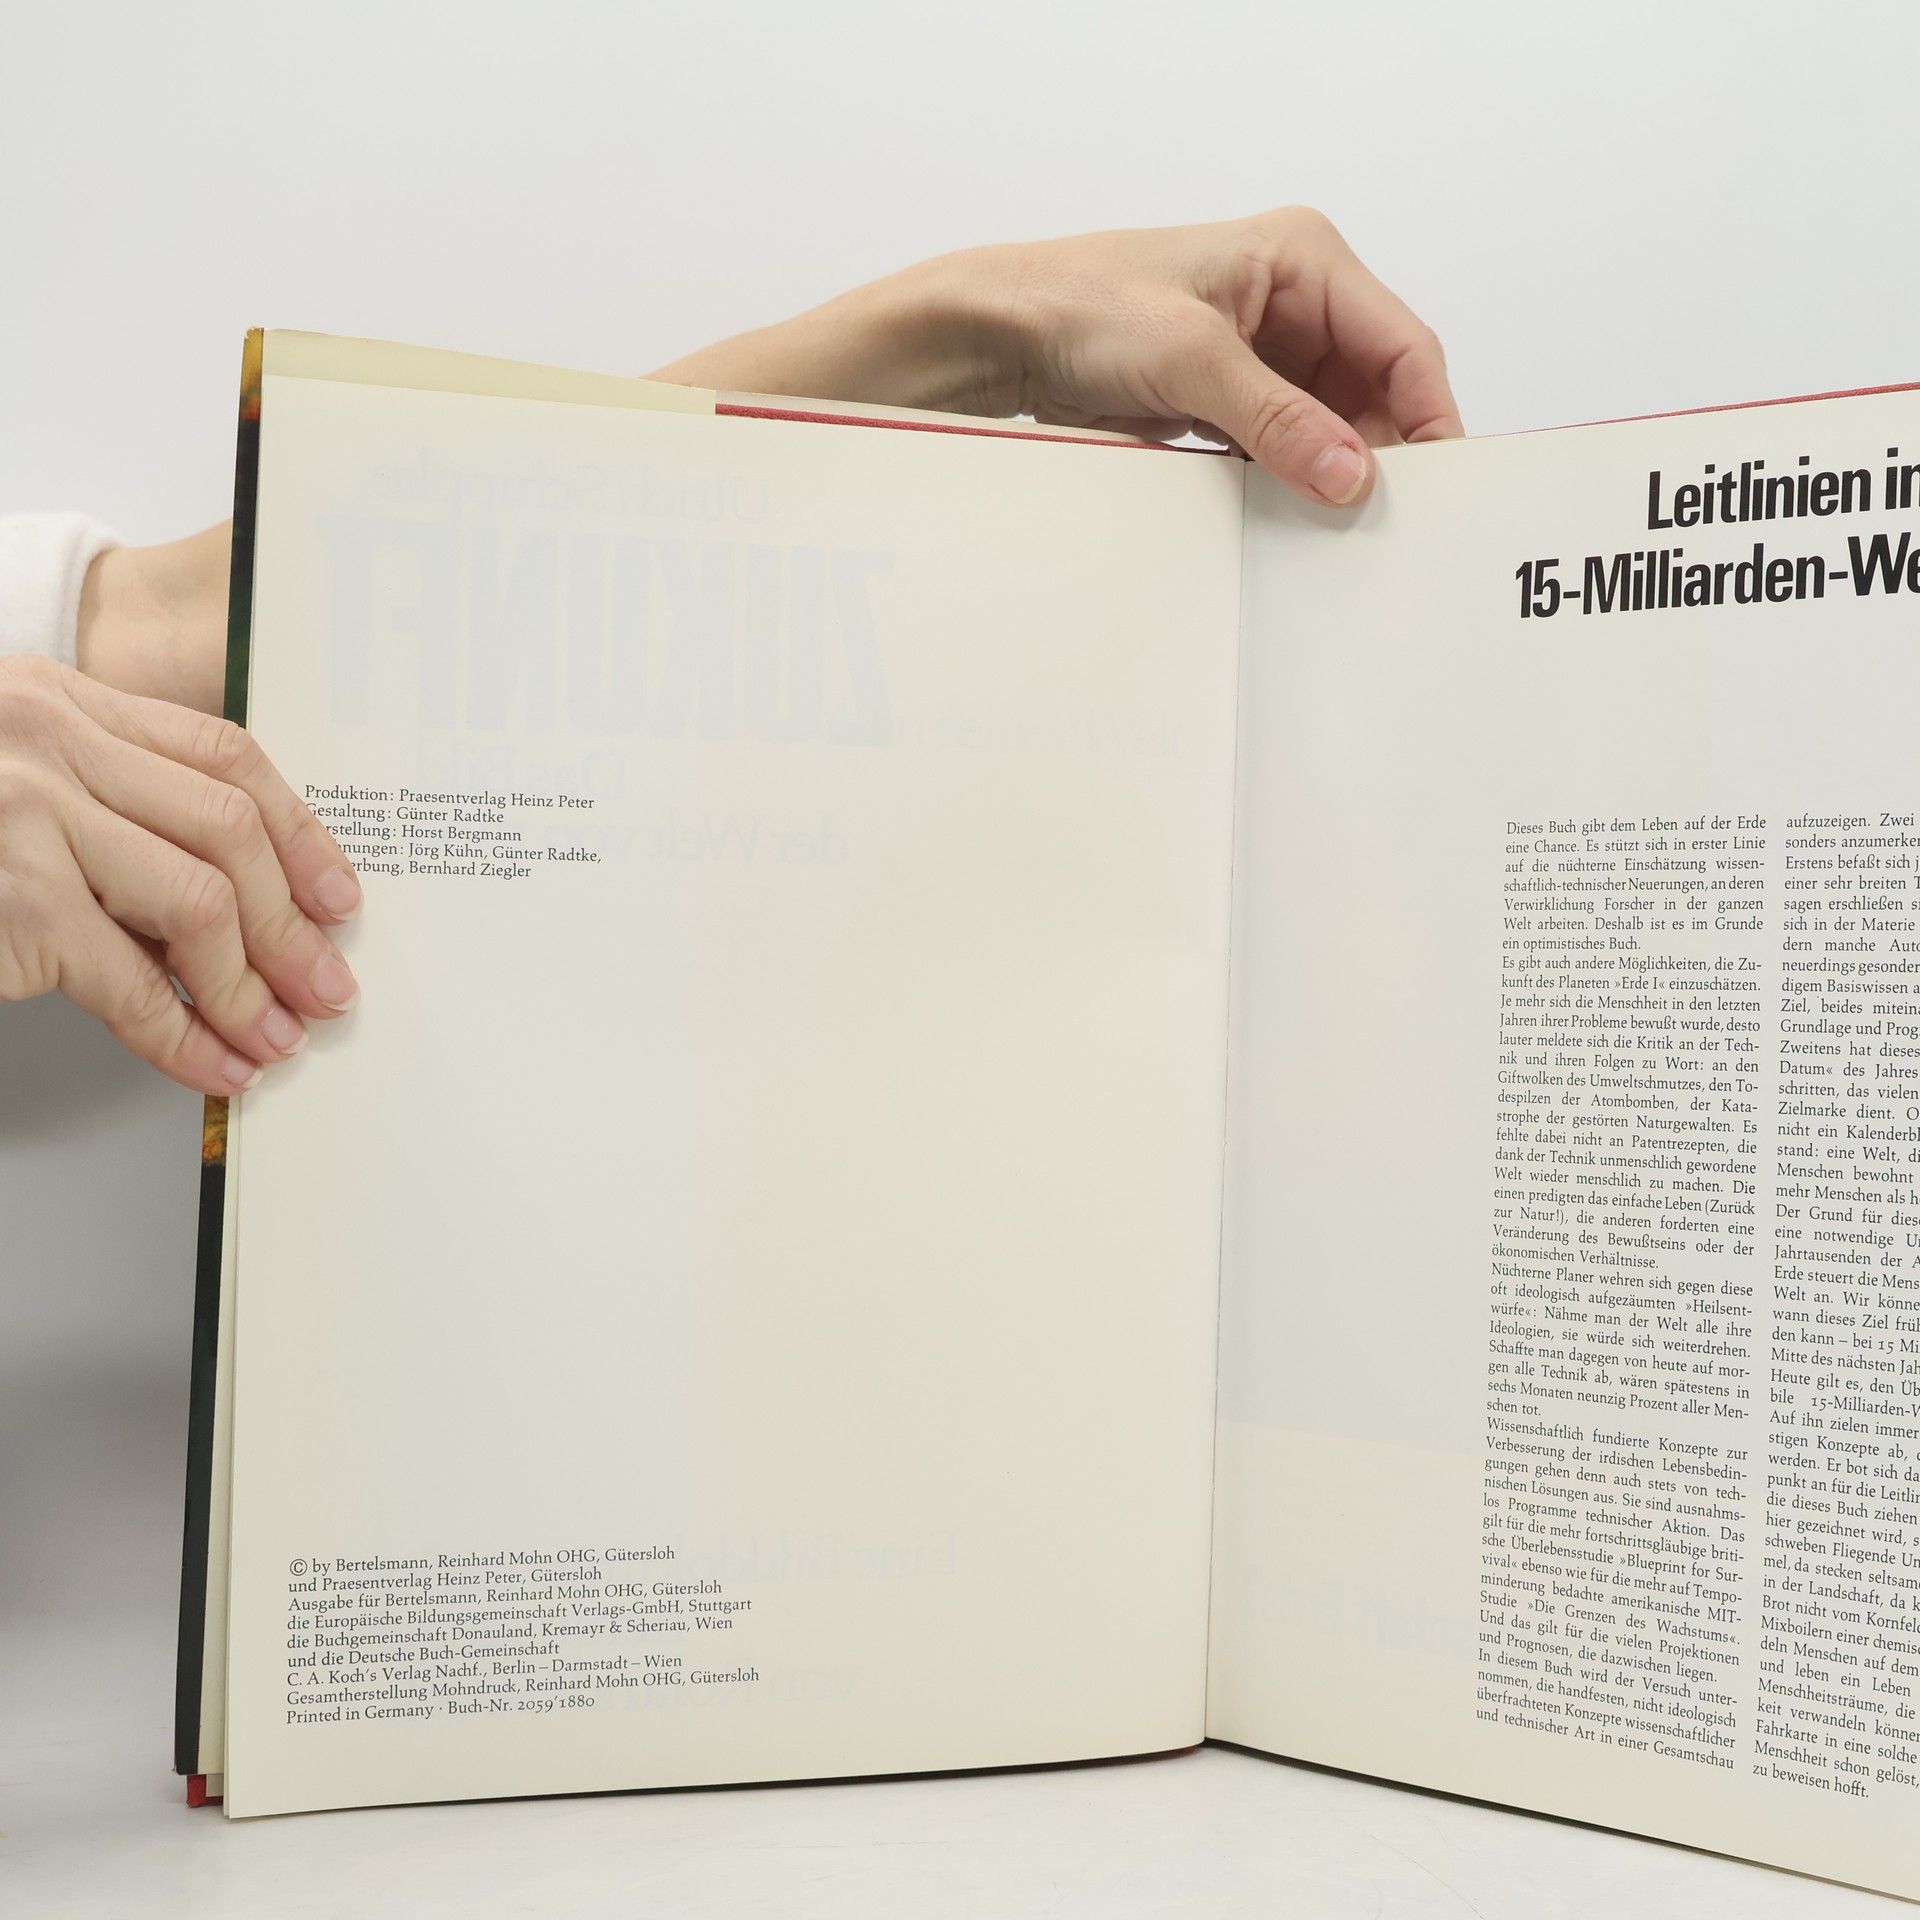 Produktion: Praesentverlag Heinz Peter
Gestaltung: Günter Radtke
Horst Bergmann
Jörg Kühn, Günter Radtke,
Bernhard Ziegler
© by Bertelsmann, Reinhard Mohn OHG, Gütersloh
und Praesentverlag Heinz Peter, Gütersloh
Ausgabe für Bertelsmann, Reinhard Mohn OHG, Gütersloh
die Europäische Bildungsgemeinschaft Verlags-GmbH, Stuttgart
die Buchgemeinschaft Donauland, Kremayr & Scheriau, Wien
und die Deutsche Buch-Gemeinschaft
C. A. Koch's Verlag Nachf., Berlin – Darmstadt – Wien
Gesamtherstellung Mohndruck, Reinhard Mohn OHG, Gütersloh
Printed in Germany · Buch-Nr. 2059'1880
Leitlinien in
15-Milliarden-We
Dieses Buch gibt dem Leben auf der Erde
eine Chance. Es stützt sich in erster Linie
auf die nüchterne Einschätzung wissen-
schaftlich-technischer Neuerungen, an deren
Verwirklichung Forscher in der ganzen
Welt arbeiten. Deshalb ist es im Grunde
ein optimistisches Buch.
Es gibt auch andere Möglichkeiten, die Zu-
kunft des Planeten »Erde I« einzuschätzen.
Je mehr sich die Menschheit in den letzten
Jahren ihrer Probleme bewußt wurde, desto
lauter meldete sich die Kritik an der Tech-
nik und ihren Folgen zu Wort: an den
Giftwolken des Umweltschmutzes, den To-
despilzen der Atombomben, der Kata-
strophe der gestörten Naturgewalten. Es
fehlte dabei nicht an Patentrezepten, die
dank der Technik unmenschlich gewordene
Welt wieder menschlich zu machen. Die
einen predigten das einfache Leben (Zurück
zur Natur!), die anderen forderten eine
Veränderung des Bewußtseins oder der
ökonomischen Verhältnisse.
Nüchterne Planer wehren sich gegen diese
oft ideologisch aufgezäumten »Heilsent-
würfe«: Nähme man der Welt alle ihre
Ideologien, sie würde sich weiterdrehen.
Schaffte man dagegen von heute auf mor-
gen alle Technik ab, wären spätestens in
sechs Monaten neunzig Prozent aller Men-
schen tot.
Wissenschaftlich fundierte Konzepte zur
Verbesserung der irdischen Lebensbedin-
gungen gehen denn auch stets von tech-
nischen Lösungen aus. Sie sind ausnahms-
los Programme technischer Aktion. Das
gilt für die mehr fortschrittsgläubige briti-
sche Überlebensstudie »Blueprint for Sur-
vival« ebenso wie für die mehr auf Tempo-
minderung bedachte amerikanische MIT-
Studie »Die Grenzen des Wachstums«.
Und das gilt für die vielen Projektionen
und Prognosen, die dazwischen liegen.
In diesem Buch wird der Versuch unter-
nommen, die handfesten, nicht ideologisch
überfrachteten Konzepte wissenschaftlicher
und technischer Art in einer Gesamtschau
aufzuzeigen. Zwei
sonders anzumerken
Erstens befaßt sich
einer sehr breiten
sagen erschließen
sich in der Materie
dern manche
neuerdings
digem Basiswissen
Ziel, beides
Grundlage und
Zweitens hat dieses
Datum« des Jahres
schritten, das vielen
Zielmarke dient.
nicht ein
stand: eine Welt,
Menschen bewohnt
mehr Menschen als
Der Grund für
eine notwendige
Jahrtausenden der
Erde steuert die
Welt an. Wir
wann dieses Ziel
den kann – bei 15
Mitte des nächsten
Heute gilt es, den
bile
Auf ihn zielen immer
stigen Konzepte ab,
werden. Er bot sich
punkt an für die
die dieses Buch ziehen
hier gezeichnet wird,
schweben Fliegende
mel, da stecken
in der Landschaft, da
Brot nicht vom
Mixboilern einer
deln Menschen auf dem
und leben ein Leben
Menschheitsträume, die
keit verwandeln
Fahrkarte in eine solche
Menschheit schon gelöst,
zu beweisen hofft.